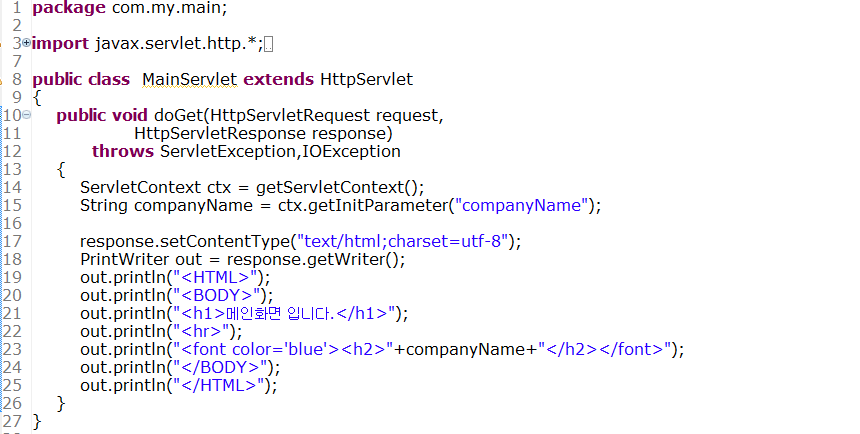 1 package com.my.main;
2
3 import javax.servlet.http.*;
7
8 public class  MainServlet extends HttpServlet
9 {
10 public void doGet(HttpServletRequest request,
11 HttpServletResponse response)
12 throws ServletException,IOException
13 {
14 ServletContext ctx = getServletContext();
15 String companyName = ctx.getInitParameter("companyName");
16
17 response.setContentType("text/html;charset=utf-8");
18 PrintWriter out = response.getWriter();
19 out.println("<HTML>");
20 out.println("<BODY>");
21 out.println("<h1>메인화면 입니다.</h1>");
22 out.println("<hr>");
23 out.println("<font color='blue'><h2>"+companyName+"</h2></font>");
24 out.println("</BODY>");
25 out.println("</HTML>");
26 }
27 }